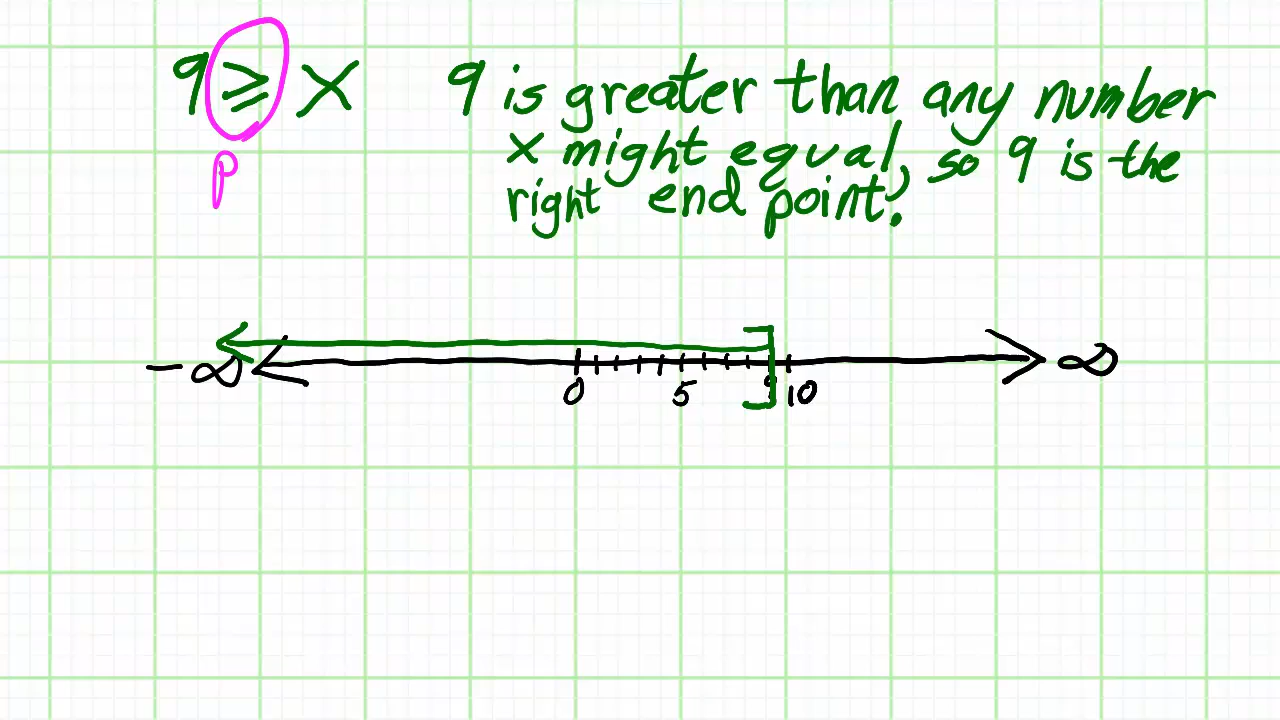 9 ≥ x 9 is greater than any number
x might equal, so 9 is the
right end point.
p
-∞ ∞
0 5 9 10